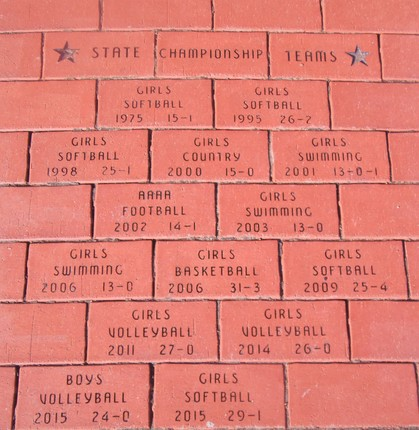 STATE CHAMPIONSHIP TEAMS
GIRLS
SOFTBALL
1975 15-1
GIRLS
SOFTBALL
1995 26-7
GIRLS
SOFTBALL
1998 25-1
GIRLS
COUNTRY
2000 15-0
GIRLS
SWIMMING
2001 13-0-1
AAAA
FOOTBALL
2002 14-1
GIRLS
SWIMMING
2003 13-0
GIRLS
SWIMMING
2006 13-0
GIRLS
BASKETBALL
2006 31-3
GIRLS
SOFTBALL
2009 25-4
GIRLS
VOLLEYBALL
2011 27-0
GIRLS
VOLLEYBALL
2014 26-0
BOYS
VOLLEYBALL
2015 24-0
GIRLS
SOFTBALL
2015 29-1